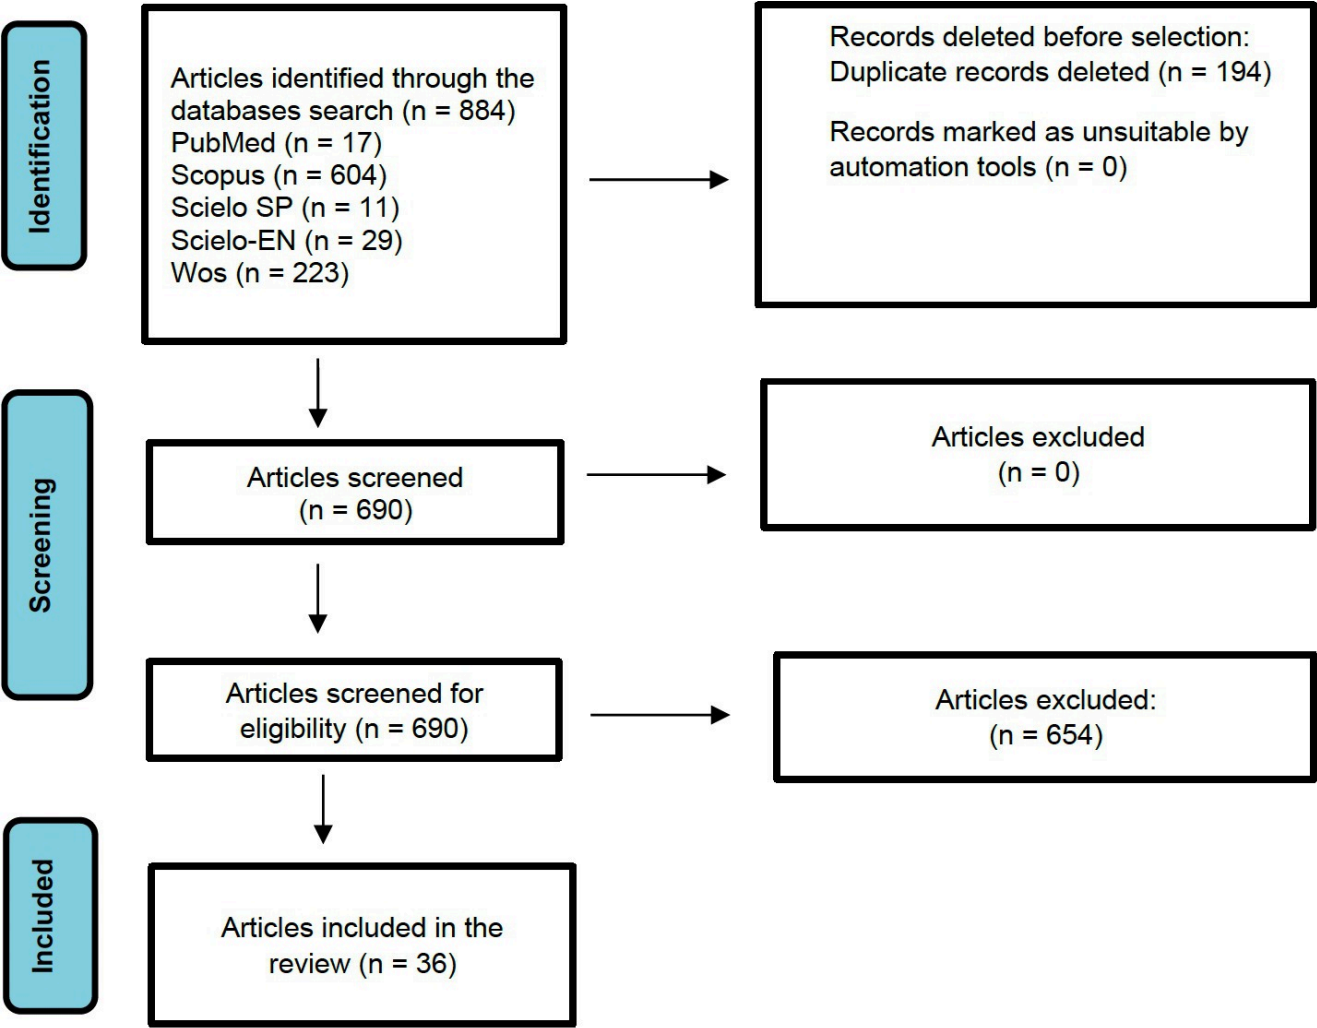 Identification
Articles identified through the
databases search (n = 884)
PubMed (n = 17)
Scopus (n = 604)
Scielo SP (n = 11)
Scielo-EN (n = 29)
Wos (n = 223)
Records deleted before selection:
Duplicate records deleted (n = 194)
Records marked as unsuitable by
automation tools (n = 0)
Screening
Articles screened
(n = 690)
Articles excluded
(n = 0)
Articles screened for
eligibility (n = 690)
Articles excluded:
(n = 654)
Included
Articles included in the
review (n = 36)